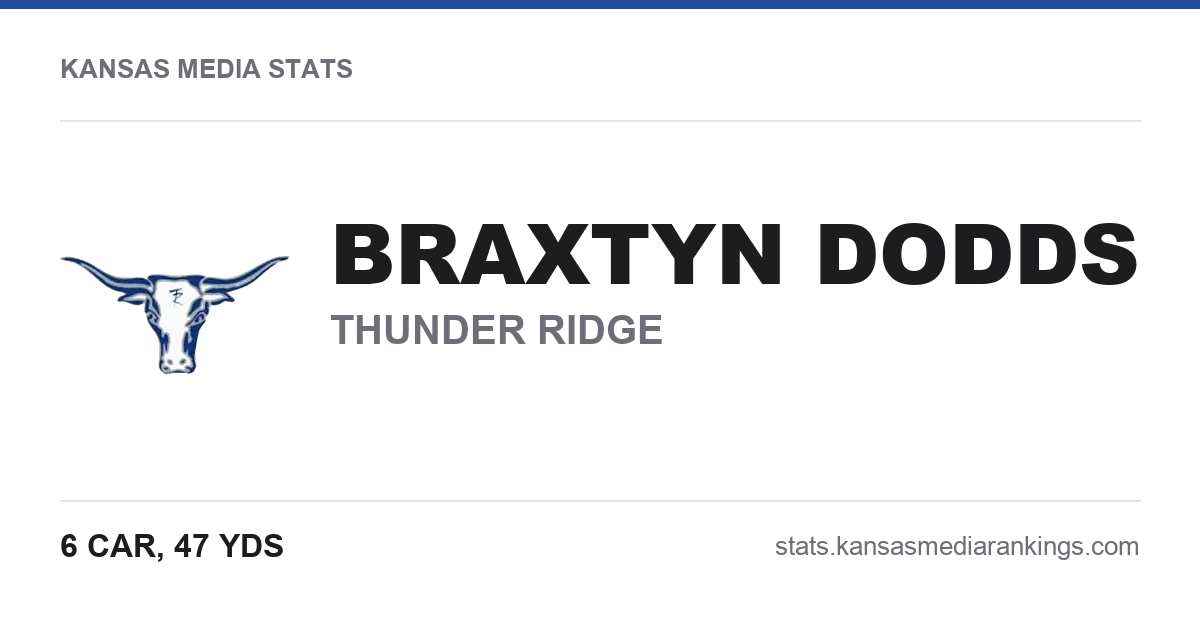 KANSAS MEDIA STATS
BRAXTYN DODDS
THUNDER RIDGE
6 CAR, 47 YDS
stats.kansasmediarankings.com